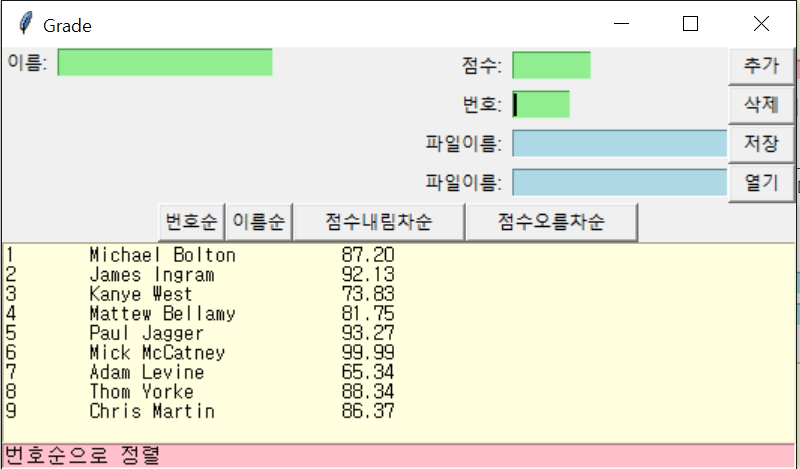 Grade
이름: 점수: 추가
번호: 삭제
파일이름: 저장
파일이름: 열기
번호순 이름순 점수내림차순 점수오름차순
1 Michael Bolton 87.20
2 James Ingram 92.13
3 Kanye West 73.83
4 Mattew Bellamy 81.75
5 Paul Jagger 93.27
6 Mick McCatney 99.99
7 Adam Levine 65.34
8 Thom Yorke 88.34
9 Chris Martin 86.37
번호순으로 정렬